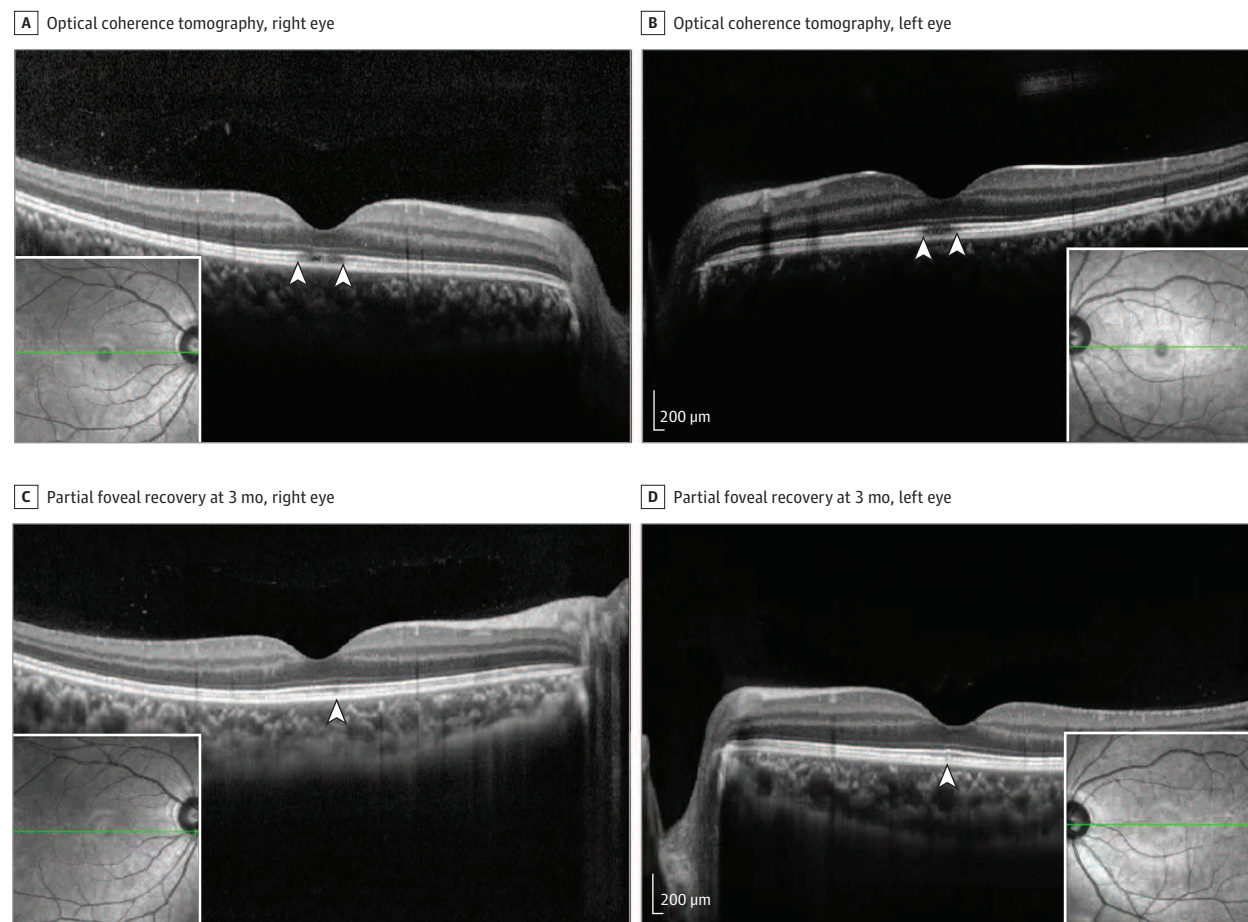 A Optical coherence tomography, right eye
B Optical coherence tomography, left eye
200 μm
C Partial foveal recovery at 3 mo, right eye
D Partial foveal recovery at 3 mo, left eye
200 μm